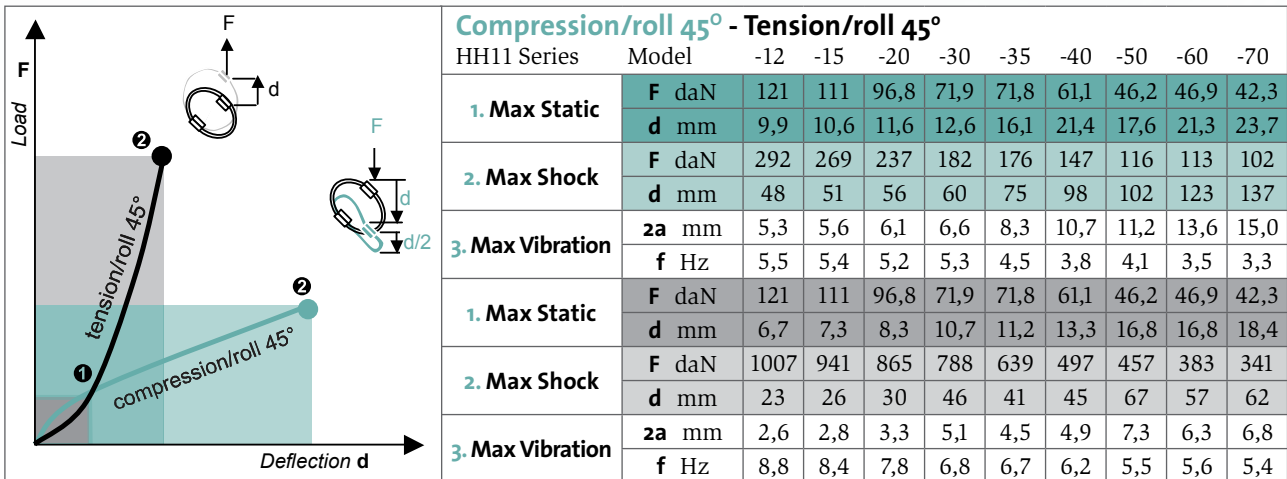 F
Load
F
d
❷
tension/roll 45°
F
d
d/2
❷
❶
compression/roll 45°
Deflection d
Compression/roll 45° - Tension/roll 45°
HH11 Series Model -12 -15 -20 -30 -35 -40 -50 -60 -70
1. Max Static
F daN 121 111 96,8 71,9 71,8 61,1 46,2 46,9 42,3
d mm 9,9 10,6 11,6 12,6 16,1 21,4 17,6 21,3 23,7
2. Max Shock
F daN 292 269 237 182 176 147 116 113 102
d mm 48 51 56 60 75 98 102 123 137
3. Max Vibration
2a mm 5,3 5,6 6,1 6,6 8,3 10,7 11,2 13,6 15,0
f Hz 5,5 5,4 5,2 5,3 4,5 3,8 4,1 3,5 3,3
1. Max Static
F daN 121 111 96,8 71,9 71,8 61,1 46,2 46,9 42,3
d mm 6,7 7,3 8,3 10,7 11,2 13,3 16,8 16,8 18,4
2. Max Shock
F daN 1007 941 865 788 639 497 457 383 341
d mm 23 26 30 46 41 45 67 57 62
3. Max Vibration
2a mm 2,6 2,8 3,3 5,1 4,5 4,9 7,3 6,3 6,8
f Hz 8,8 8,4 7,8 6,8 6,7 6,2 5,5 5,6 5,4